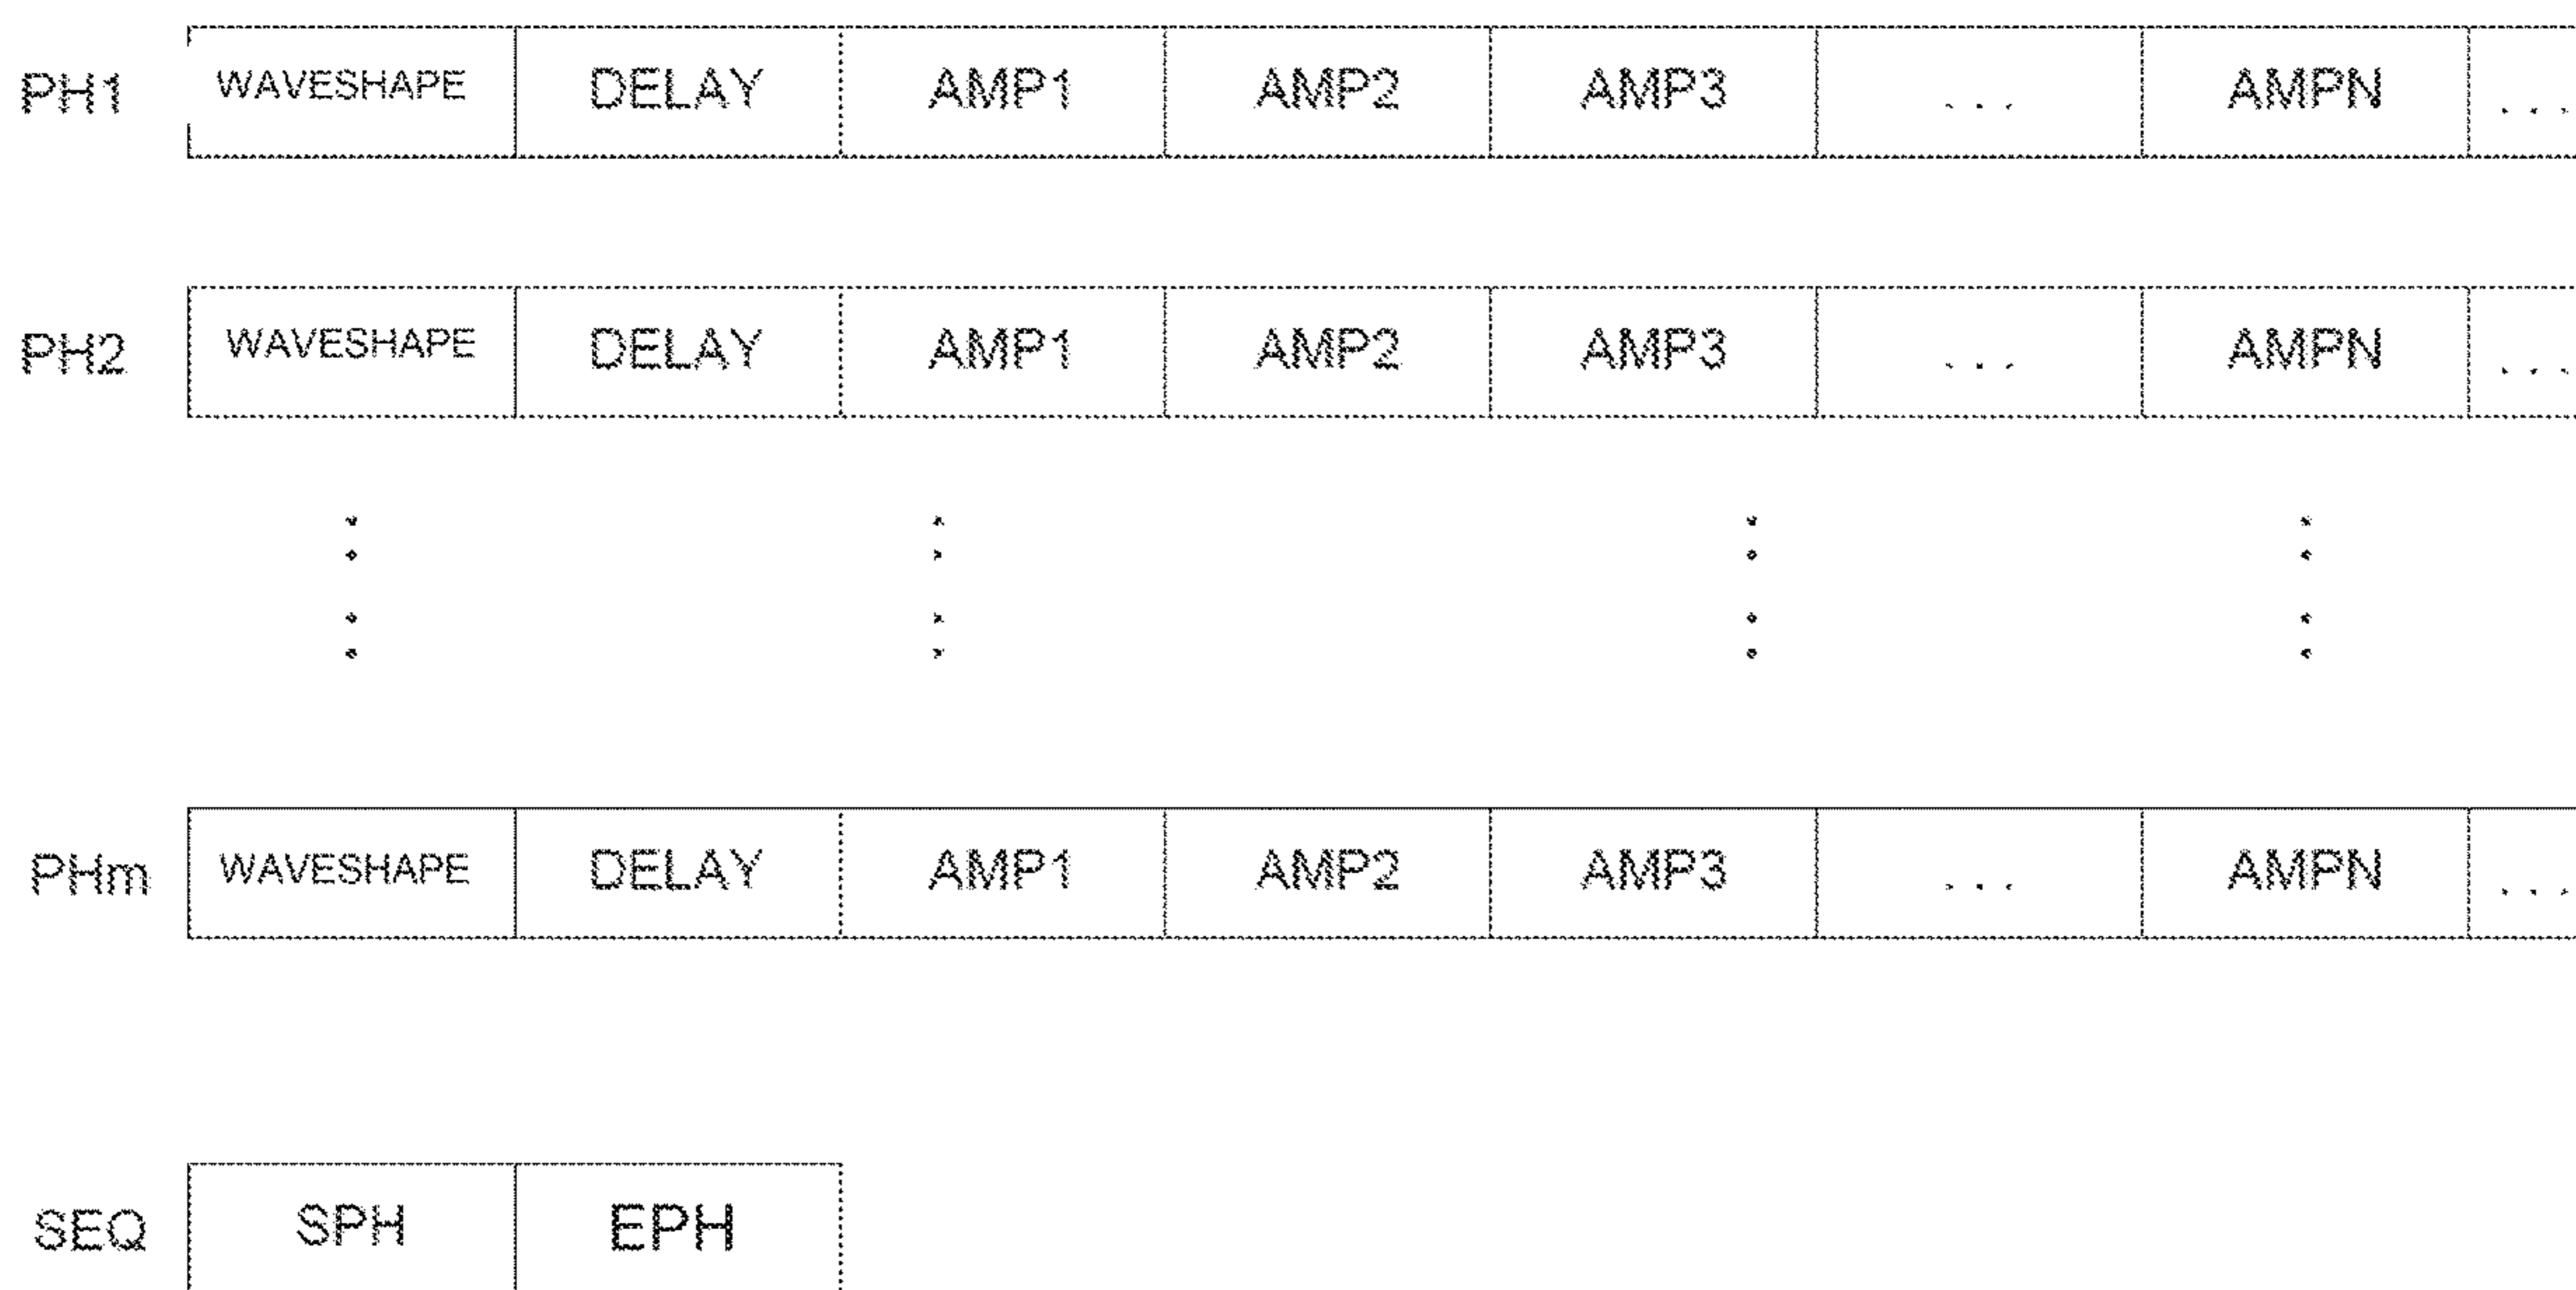 PH1 WAVESHAPE DELAY AMP1 AMP2 AMP3 ... AMPN ...
PH2 WAVESHAPE DELAY AMP1 AMP2 AMP3 ... AMPN ...
PHm WAVESHAPE DELAY AMP1 AMP2 AMP3 ... AMPN ...
SEQ SPH EPH